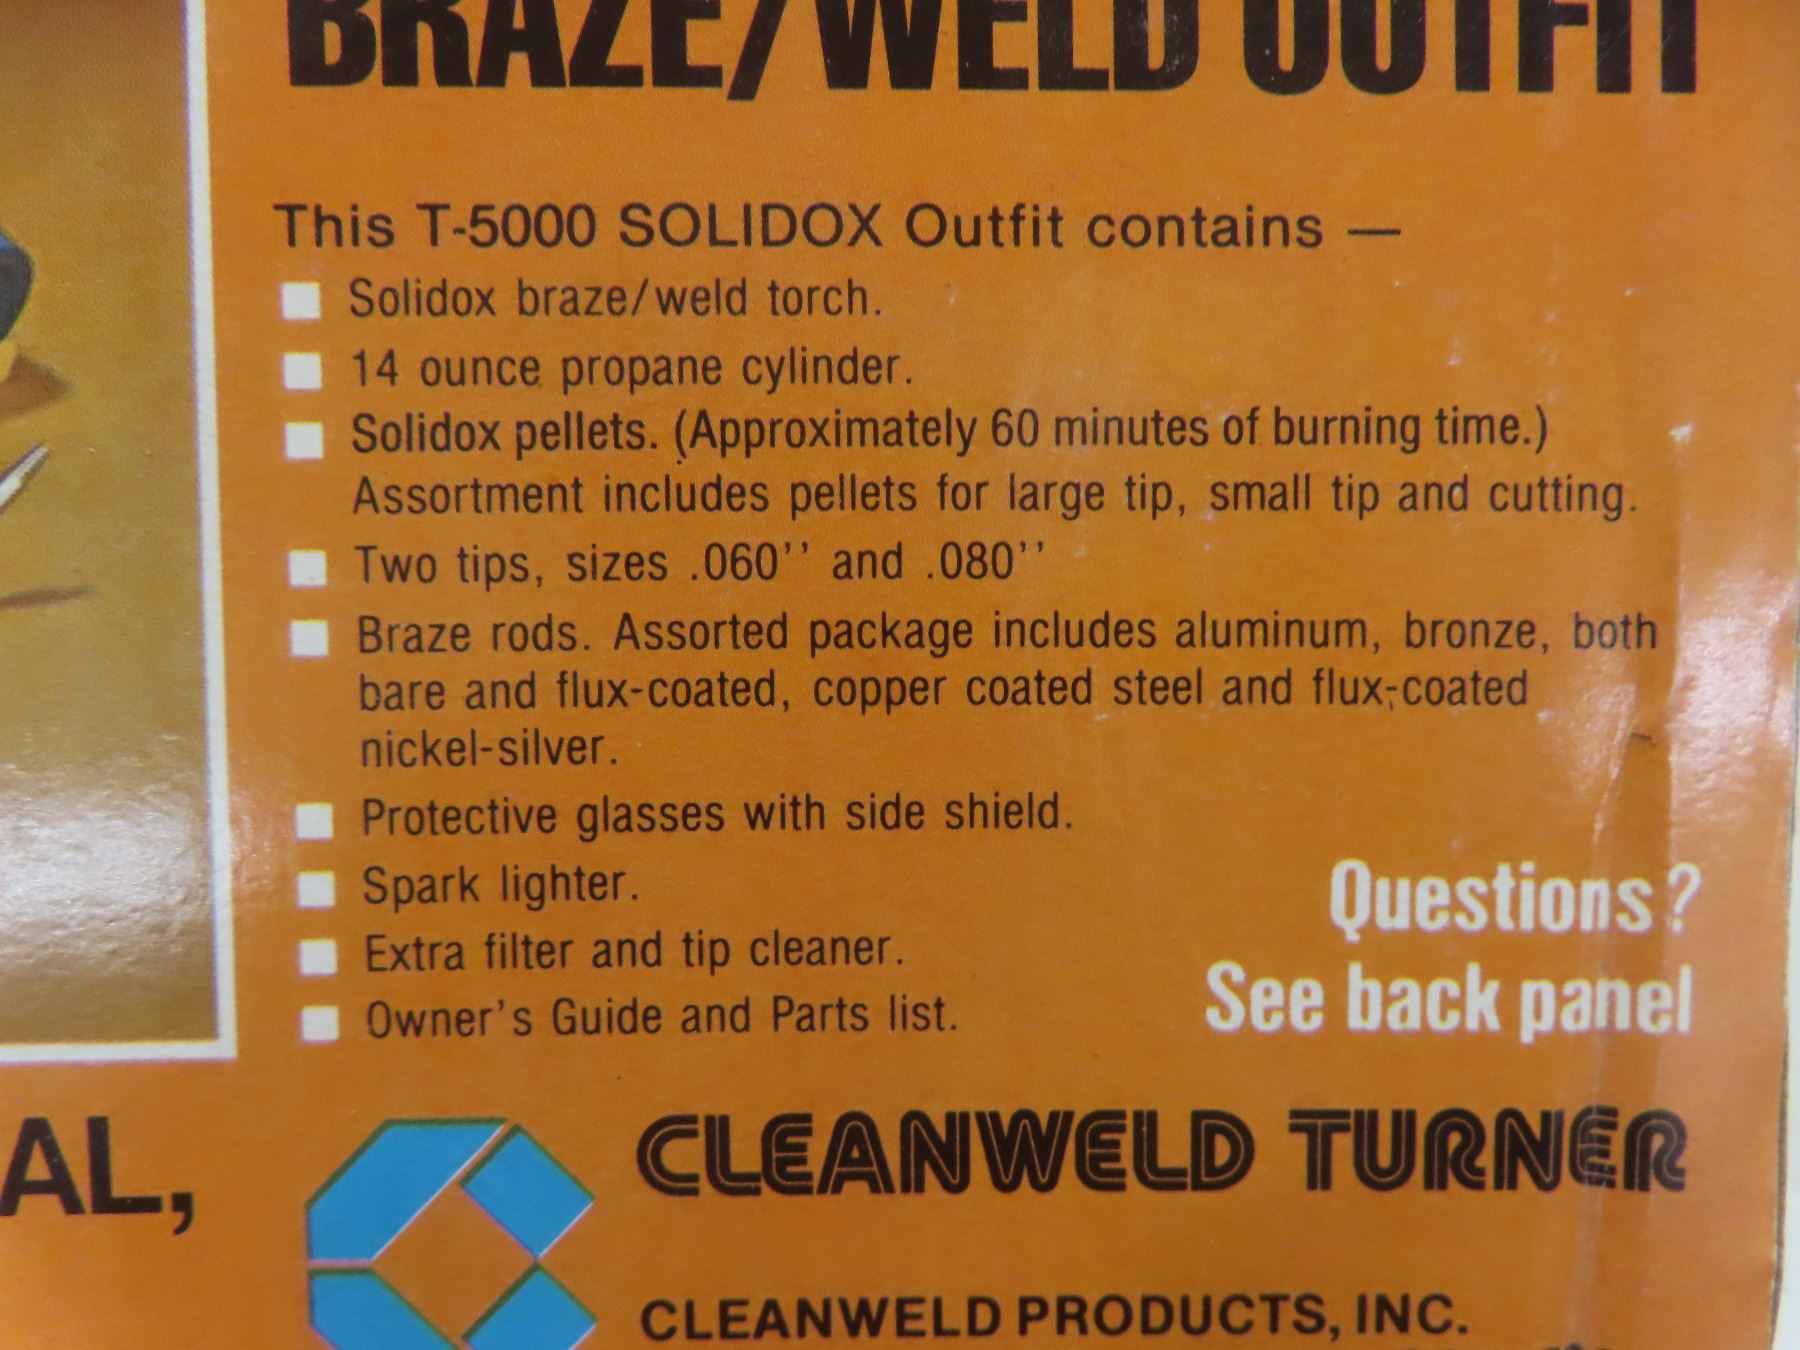 BRAZE/WELD OUTFIT
This T-5000 SOLIDOX Outfit contains —
Solidox braze/weld torch.
14 ounce propane cylinder.
Solidox pellets. (Approximately 60 minutes of burning time.)
Assortment includes pellets for large tip, small tip and cutting.
Two tips, sizes .060'' and .080''
Braze rods. Assorted package includes aluminum, bronze, both
bare and flux-coated, copper coated steel and flux-coated
nickel-silver.
Protective glasses with side shield.
Spark lighter.
Extra filter and tip cleaner.
Owner's Guide and Parts list.
Questions?
See back panel
AL,
CLEANWELD TURNER
CLEANWELD PRODUCTS, INC.